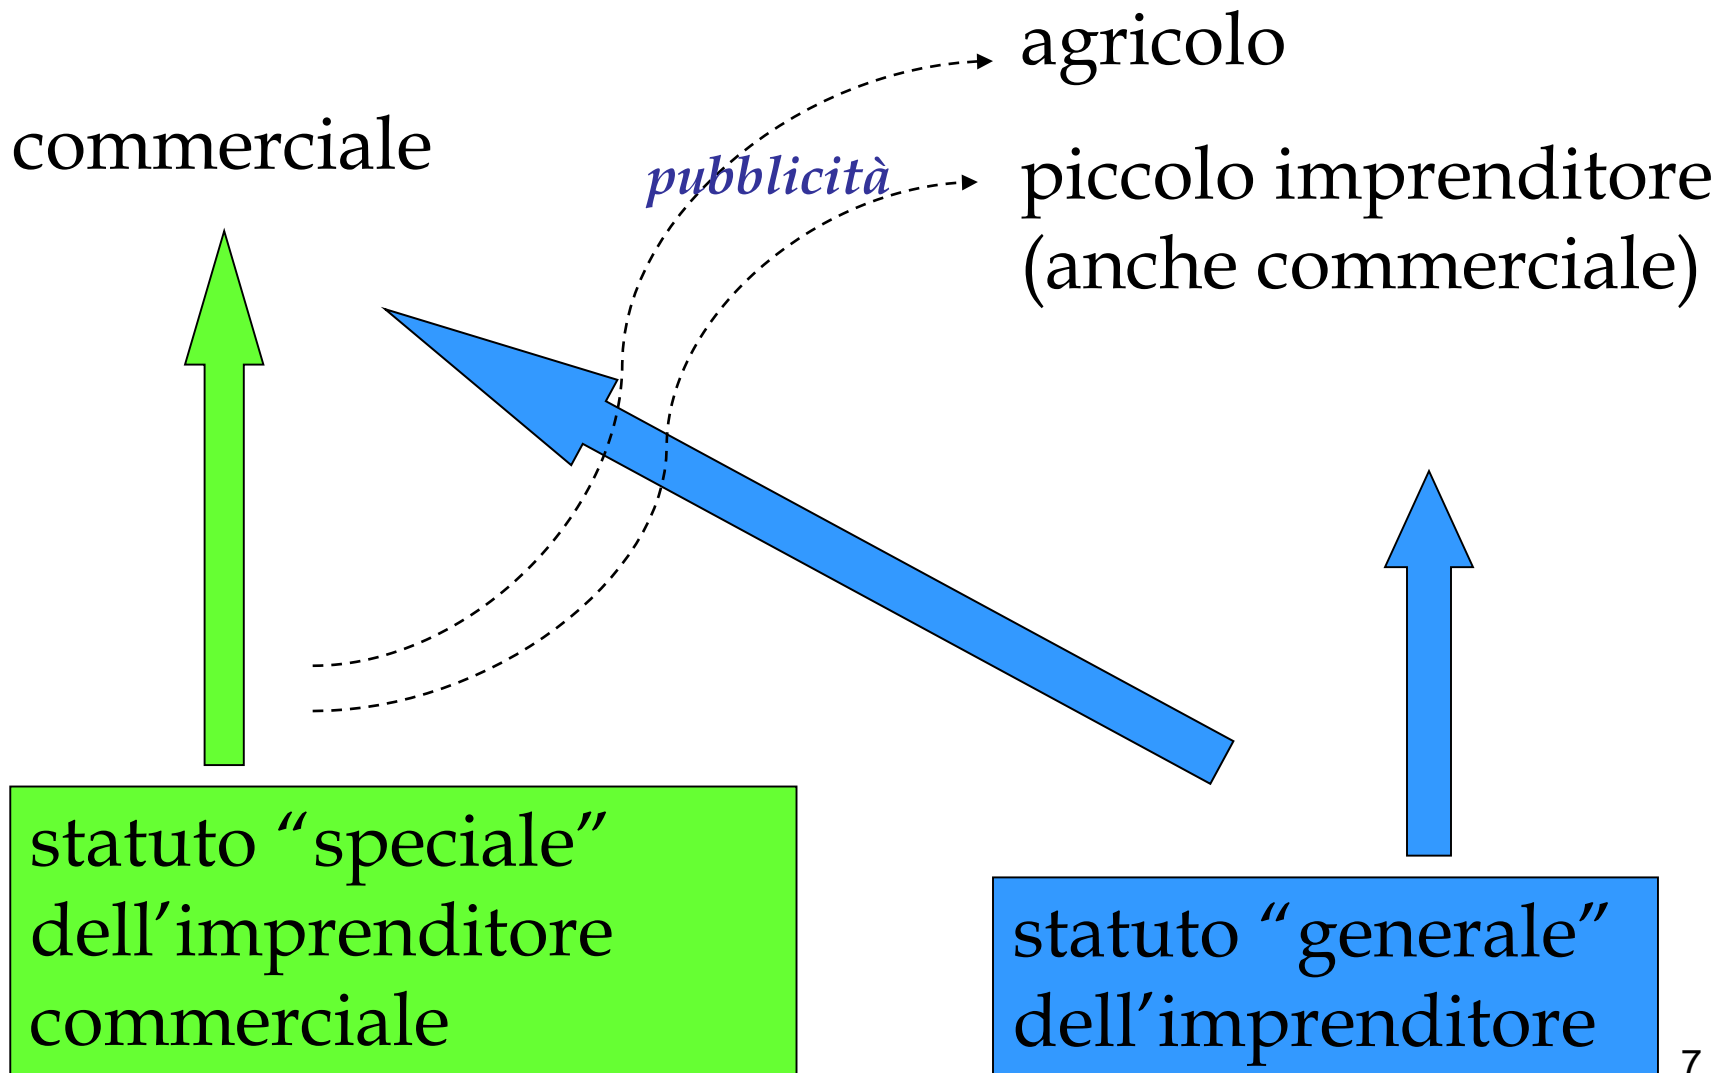 agricolo
commerciale
pubblicità
piccolo imprenditore
(anche commerciale)
statuto “speciale”
dell’imprenditore
commerciale
statuto “generale”
dell’imprenditore
7